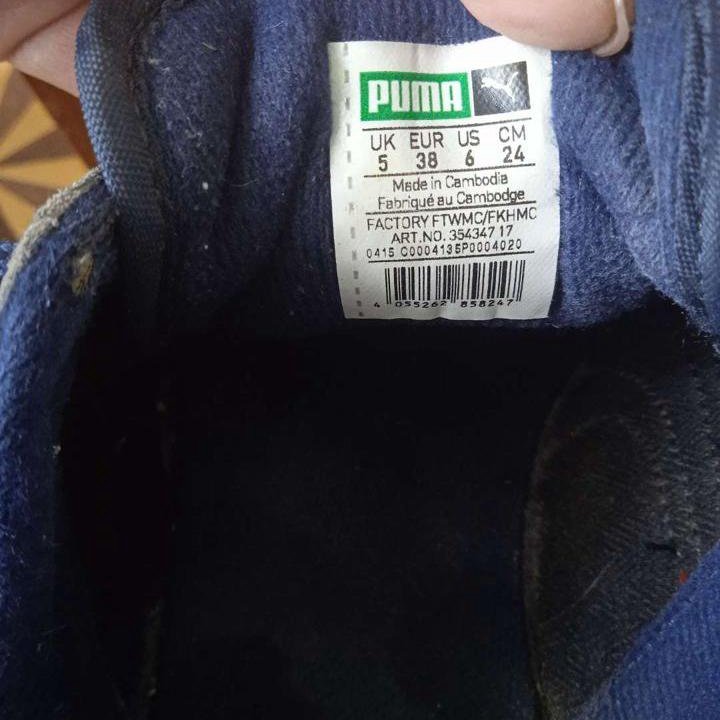 PUMA
UK EUR US CM
5 38 6 24
Made in Cambodia
Fabriqué au Cambodge
FACTORY FTWMC/FKHMC
ART.NO. 354347 17
0415 C0004135P0004020
4 055262 858247